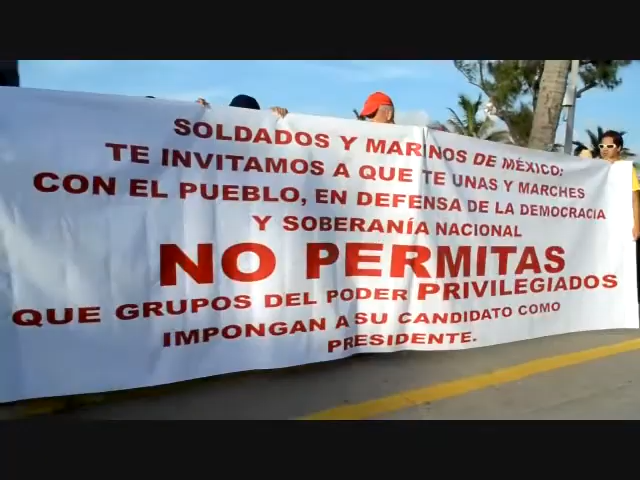 SOLDADOS Y MARINOS DE MÉXICO:
TE INVITAMOS A QUE TE UNAS Y MARCHES
CON EL PUEBLO, EN DEFENSA DE LA DEMOCRACIA
Y SOBERANÍA NACIONAL
NO PERMITAS
QUE GRUPOS DEL PODER PRIVILEGIADOS
IMPONGAN A SU CANDIDATO COMO
PRESIDENTE.